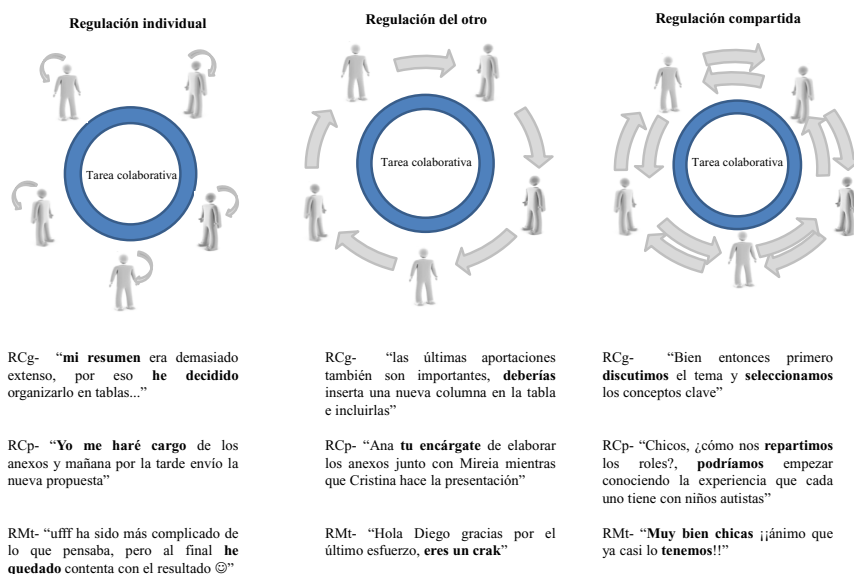 Regulación individual
Regulación del otro
Regulación compartida
Tarea colaborativa
Tarea colaborativa
Tarea colaborativa
RCg- “mi resumen era demasiado
extenso, por eso he decidido
organizarlo en tablas...”
RCp- “Yo me haré cargo de los
anexos y mañana por la tarde envío la
nueva propuesta”
RMt- “ufff ha sido más complicado de
lo que pensaba, pero al final he
quedado contenta con el resultado ☺”
RCg- “las últimas aportaciones
también son importantes, deberías
inserta una nueva columna en la tabla
e incluirlas”
RCp- “Ana tu encárgate de elaborar
los anexos junto con Mireia mientras
que Cristina hace la presentación”
RMt- “Hola Diego gracias por el
último esfuerzo, eres un crak”
RCg- “Bien entonces primero
discutimos el tema y seleccionamos
los conceptos clave”
RCp- “Chicos, ¿cómo nos repartimos
los roles?, podríamos empezar
conociendo la experiencia que cada
uno tiene con niños autistas”
RMt- “Muy bien chicas ¡¡ánimo que
ya casi lo tenemos!!”